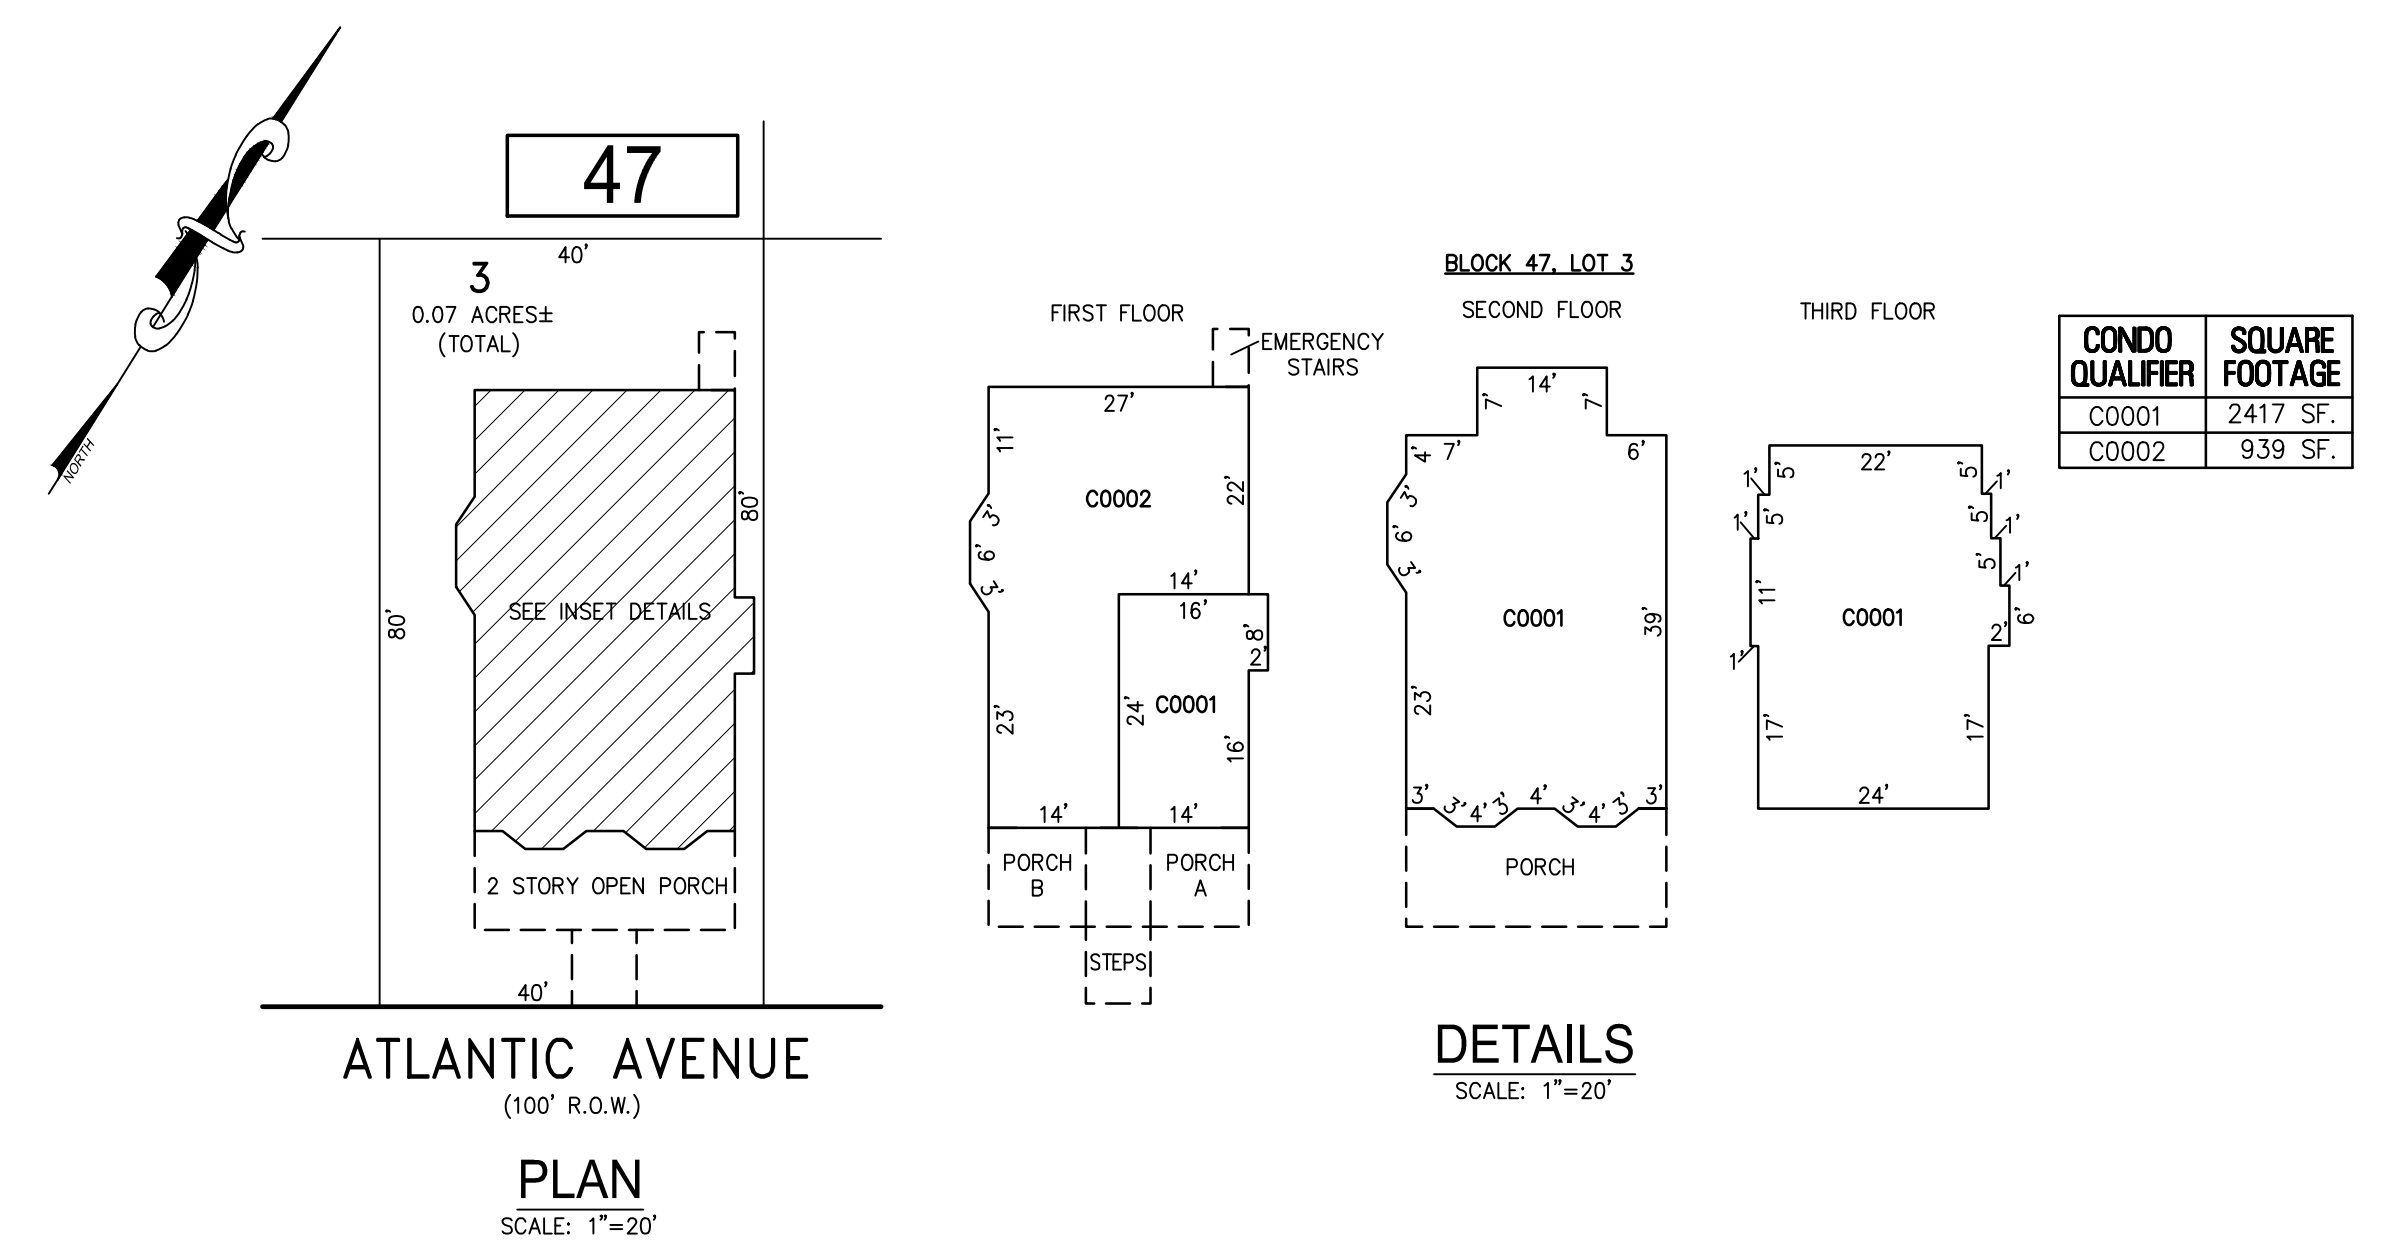 47
40'
3
0.07 ACRES±
(TOTAL)
NORTH
80'
80'
SEE INSET DETAILS
2 STORY OPEN PORCH
40'
ATLANTIC AVENUE
(100' R.O.W.)
PLAN
SCALE: 1"=20'
BLOCK 47, LOT 3
FIRST FLOOR
EMERGENCY
STAIRS
27'
11'
C0002
22'
3'
6'
3'
14'
16'
8'
2'
24'
C0001
23'
16'
14'
14'
PORCH
B
PORCH
A
STEPS
SECOND FLOOR
14'
7'
7'
4'
7'
6'
3'
6'
3'
C0001
39'
23'
3'
3'
4'
3'
4'
3'
4'
3'
3'
PORCH
THIRD FLOOR
22'
5'
5'
1'
1'
5'
5'
1'
1'
5'
1'
11'
C0001
6'
2'
1'
17'
17'
24'
CONDO
QUALIFIER
SQUARE
FOOTAGE
C0001
2417 SF.
C0002
939 SF.
DETAILS
SCALE: 1"=20'